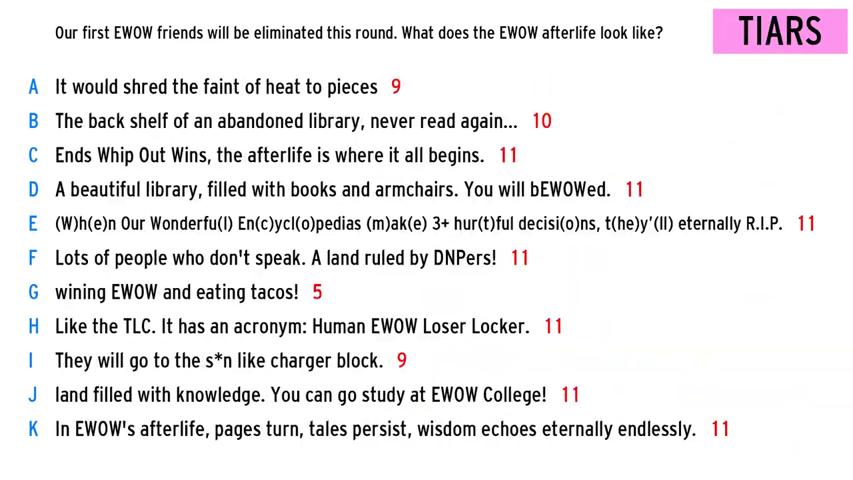 Our first EWOW friends will be eliminated this round. What does the EWOW afterlife look like?
TIARS
A It would shred the faint of heat to pieces 9
B The back shelf of an abandoned library, never read again... 10
C Ends Whip Out Wins, the afterlife is where it all begins. 11
D A beautiful library, filled with books and armchairs. You will bEWOWed. 11
E (W)h(e)n Our Wonderfu(l) En(c)ycl(o)pedias (m)ak(e) 3+ hur(t)ful decisi(o)ns, t(he)y'(ll) eternally R.I.P. 11
F Lots of people who don't speak. A land ruled by DNPers! 11
G wining EWOW and eating tacos! 5
H Like the TLC. It has an acronym: Human EWOW Loser Locker. 11
I They will go to the s*n like charger block. 9
J land filled with knowledge. You can go study at EWOW College! 11
K In EWOW's afterlife, pages turn, tales persist, wisdom echoes eternally endlessly. 11